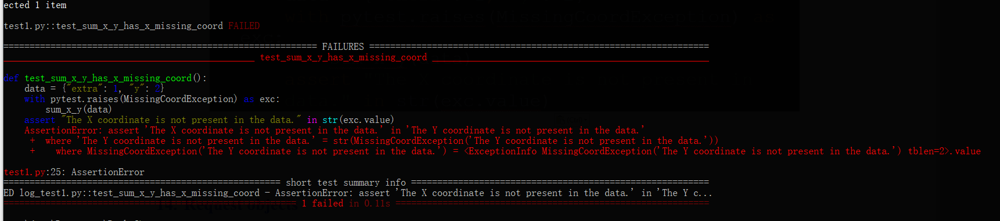 ected 1 item
test1.py::test_sum_x_y_has_x_missing_coord FAILED
============================================================ FAILURES =================================================================
________________________________________________ test_sum_x_y_has_x_missing_coord _____________________________________________________
def test_sum_x_y_has_x_missing_coord():
    data = {"extra": 1, "y": 2}
    with pytest.raises(MissingCoordException) as exc:
        sum_x_y(data)
    assert "The X coordinate is not present in the data." in str(exc.value)
    AssertionError: assert 'The X coordinate is not present in the data.' in 'The Y coordinate is not present in the data.'
     +  where 'The Y coordinate is not present in the data.' = str(MissingCoordException('The Y coordinate is not present in the data.'))
     +    where MissingCoordException('The Y coordinate is not present in the data.') = <ExceptionInfo MissingCoordException('The Y coordinate is not present in the data.') tblen=2>.value
test1.py:25: AssertionError
===================================================== short test summary info =========================================================
ED log_test1.py::test_sum_x_y_has_x_missing_coord - AssertionError: assert 'The X coordinate is not present in the data.' in 'The Y c...
========================================================= 1 failed in 0.11s ============================================================